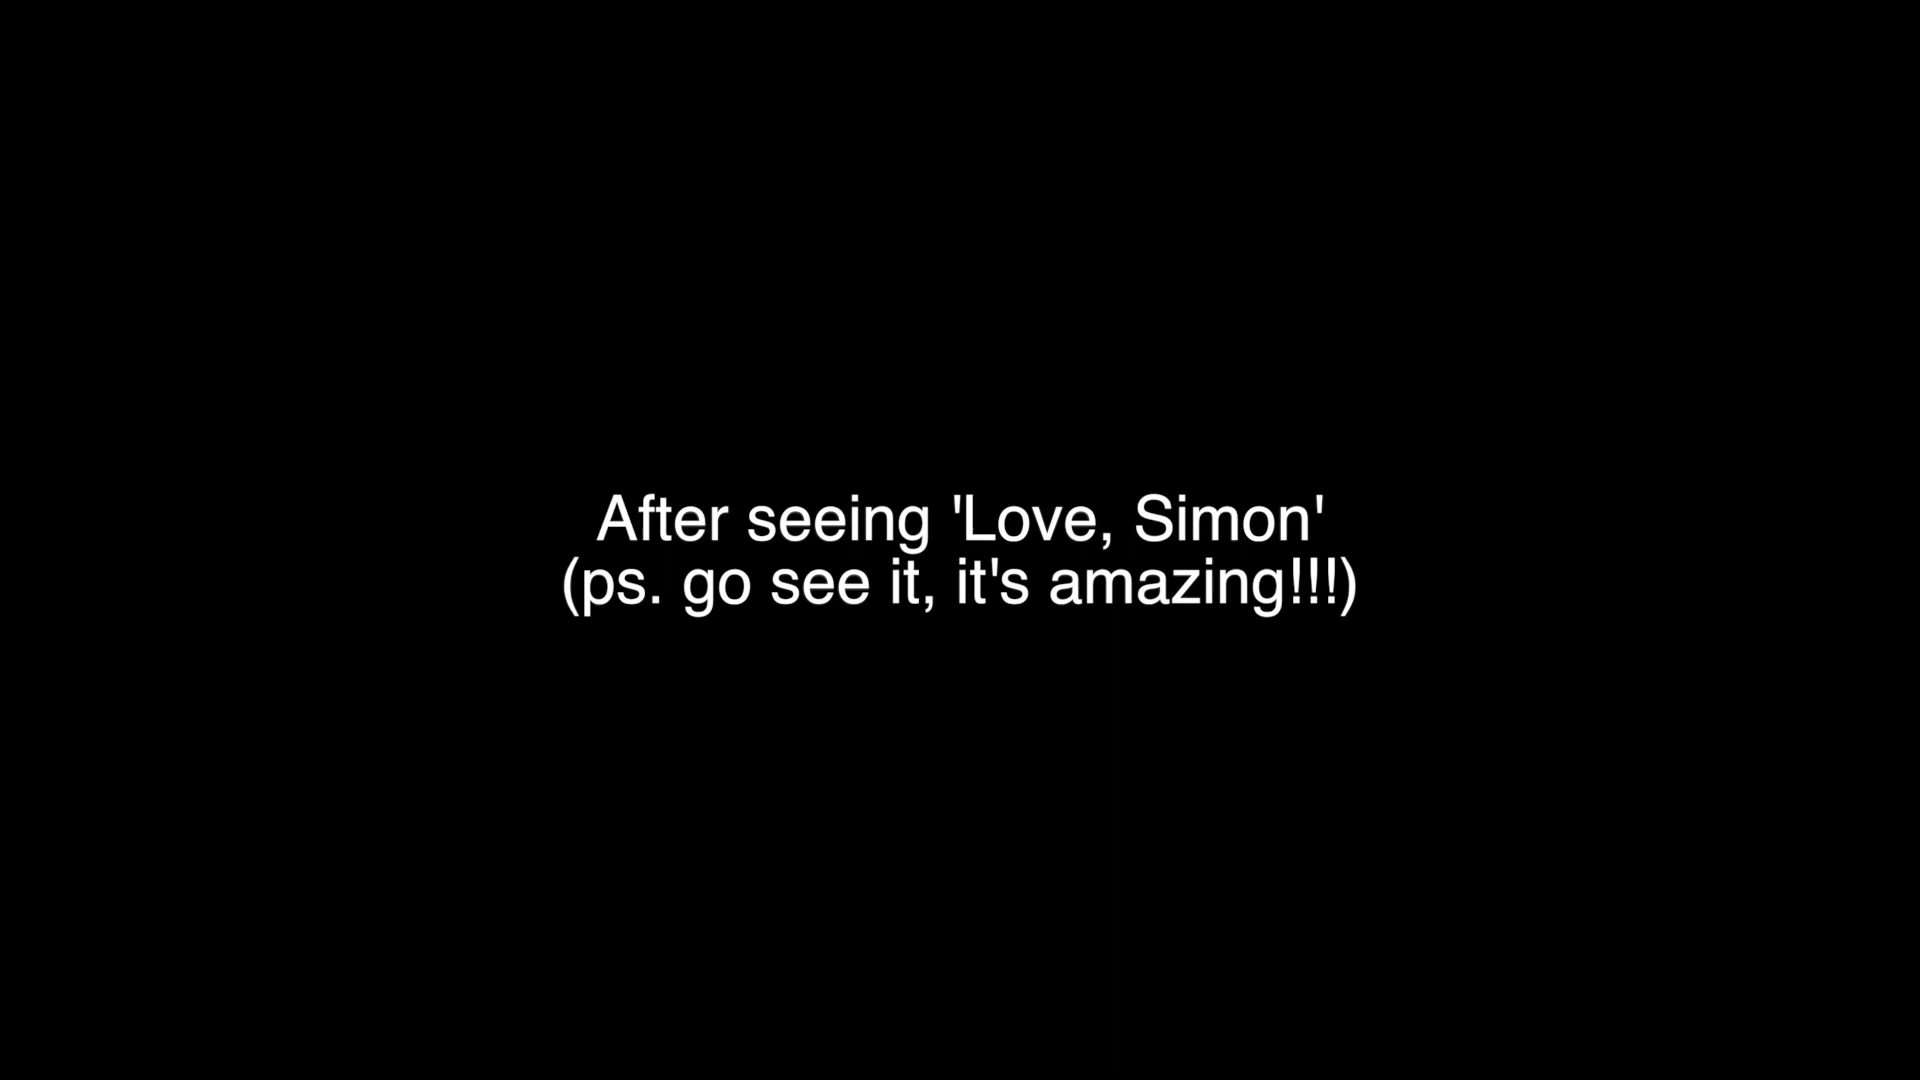 After seeing 'Love, Simon'
(ps. go see it, it's amazing!!!)